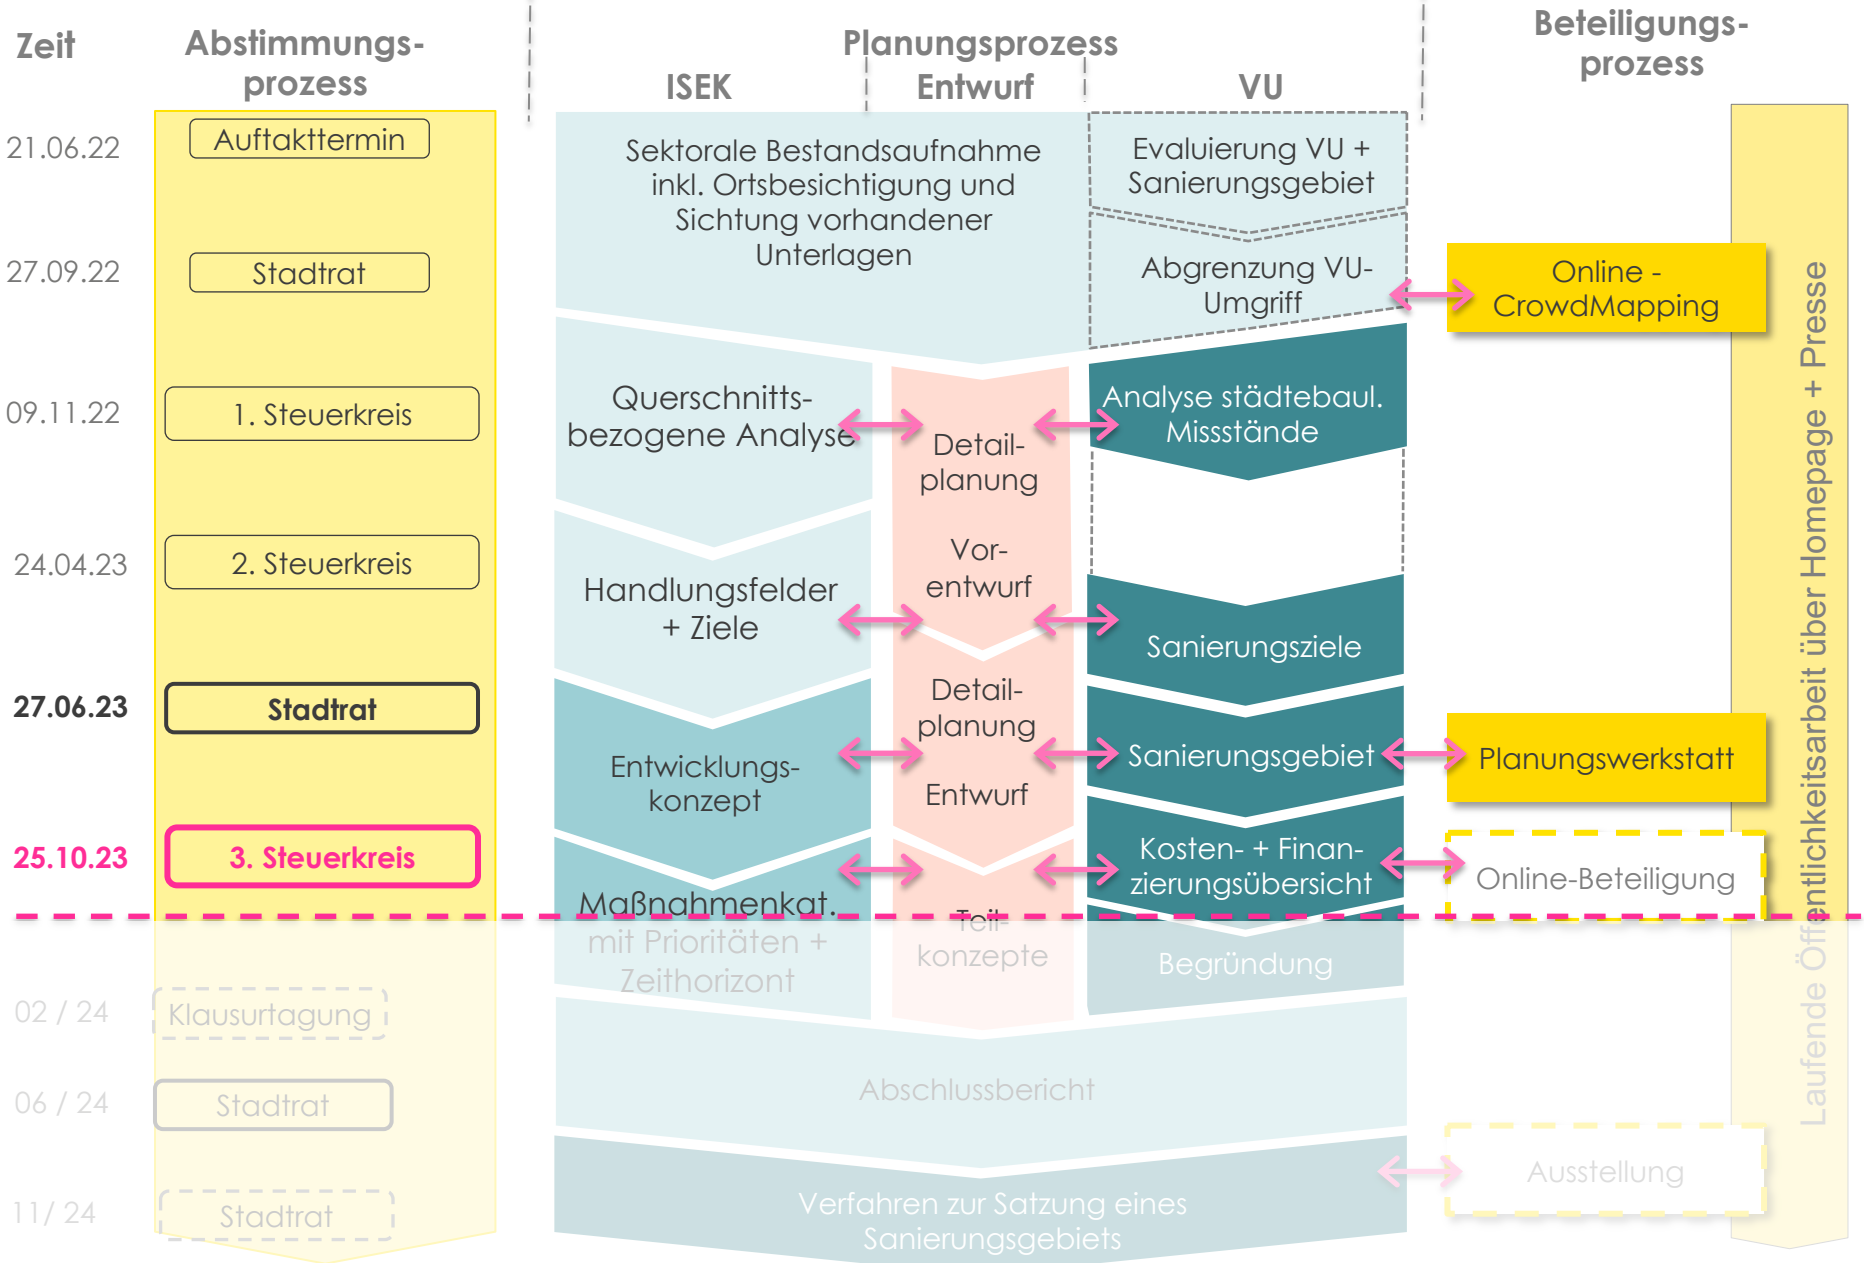 Zeit
Abstimmungs-
prozess
Planungsprozess
ISEK
Entwurf
VU
Beteiligungs-
prozess
21.06.22
Auftakttermin
Sektorale Bestandsaufnahme
inkl. Ortsbesichtigung und
Sichtung vorhandener
Unterlagen
Evaluierung VU +
Sanierungsgebiet
27.09.22
Stadtrat
Abgrenzung VU-
Umgriff
Online -
CrowdMapping
09.11.22
1. Steuerkreis
Querschnitts-
bezogene Analyse
Detail-
planung
Analyse städtebaul.
Missstände
24.04.23
2. Steuerkreis
Handlungsfelder
+ Ziele
Vor-
entwurf
Sanierungsziele
27.06.23
Stadtrat
Entwicklungs-
konzept
Detail-
planung
Entwurf
Sanierungsgebiet
Planungswerkstatt
25.10.23
3. Steuerkreis
Maßnahmenkat.
mit Prioritäten +
Zeithorizont
Teil-
konzepte
Kosten- + Finan-
zierungsübersicht
Begründung
Online-Beteiligung
02 / 24
Klausurtagung
06 / 24
Stadtrat
Abschlussbericht
11/ 24
Stadtrat
Verfahren zur Satzung eines
Sanierungsgebiets
Ausstellung
Laufende Öffentlichkeitsarbeit über Homepage + Presse